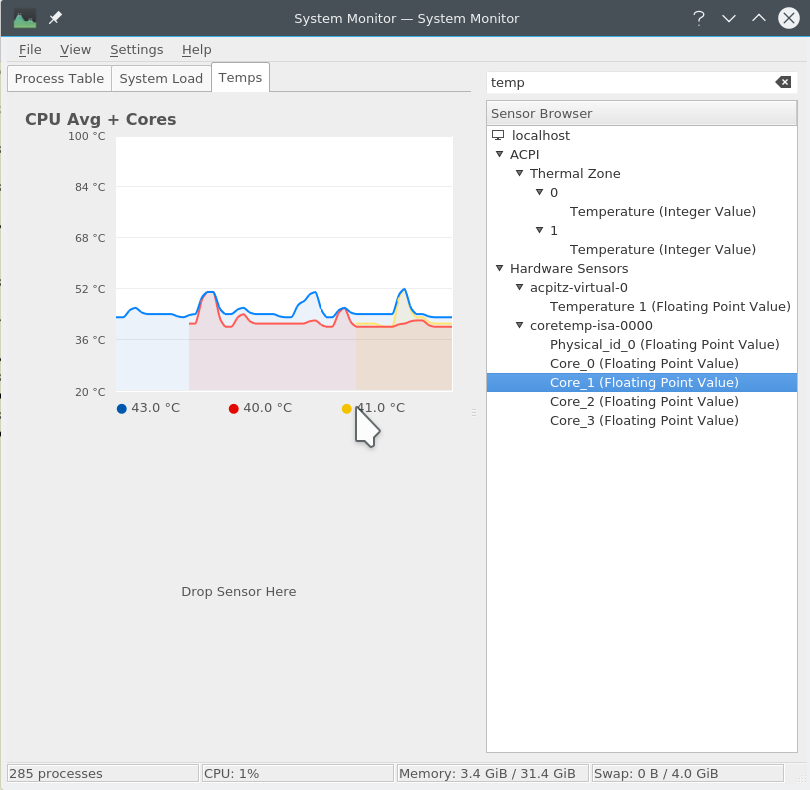 System Monitor — System Monitor
File View Settings Help
Process Table System Load Temps
CPU Avg + Cores
100 °C
84 °C
68 °C
52 °C
36 °C
20 °C
43.0 °C 40.0 °C 41.0 °C
Drop Sensor Here
temp
Sensor Browser
localhost
ACPI
Thermal Zone
0
Temperature (Integer Value)
1
Temperature (Integer Value)
Hardware Sensors
acpitz-virtual-0
Temperature 1 (Floating Point Value)
coretemp-isa-0000
Physical_id_0 (Floating Point Value)
Core_0 (Floating Point Value)
Core_1 (Floating Point Value)
Core_2 (Floating Point Value)
Core_3 (Floating Point Value)
285 processes CPU: 1% Memory: 3.4 GiB / 31.4 GiB Swap: 0 B / 4.0 GiB